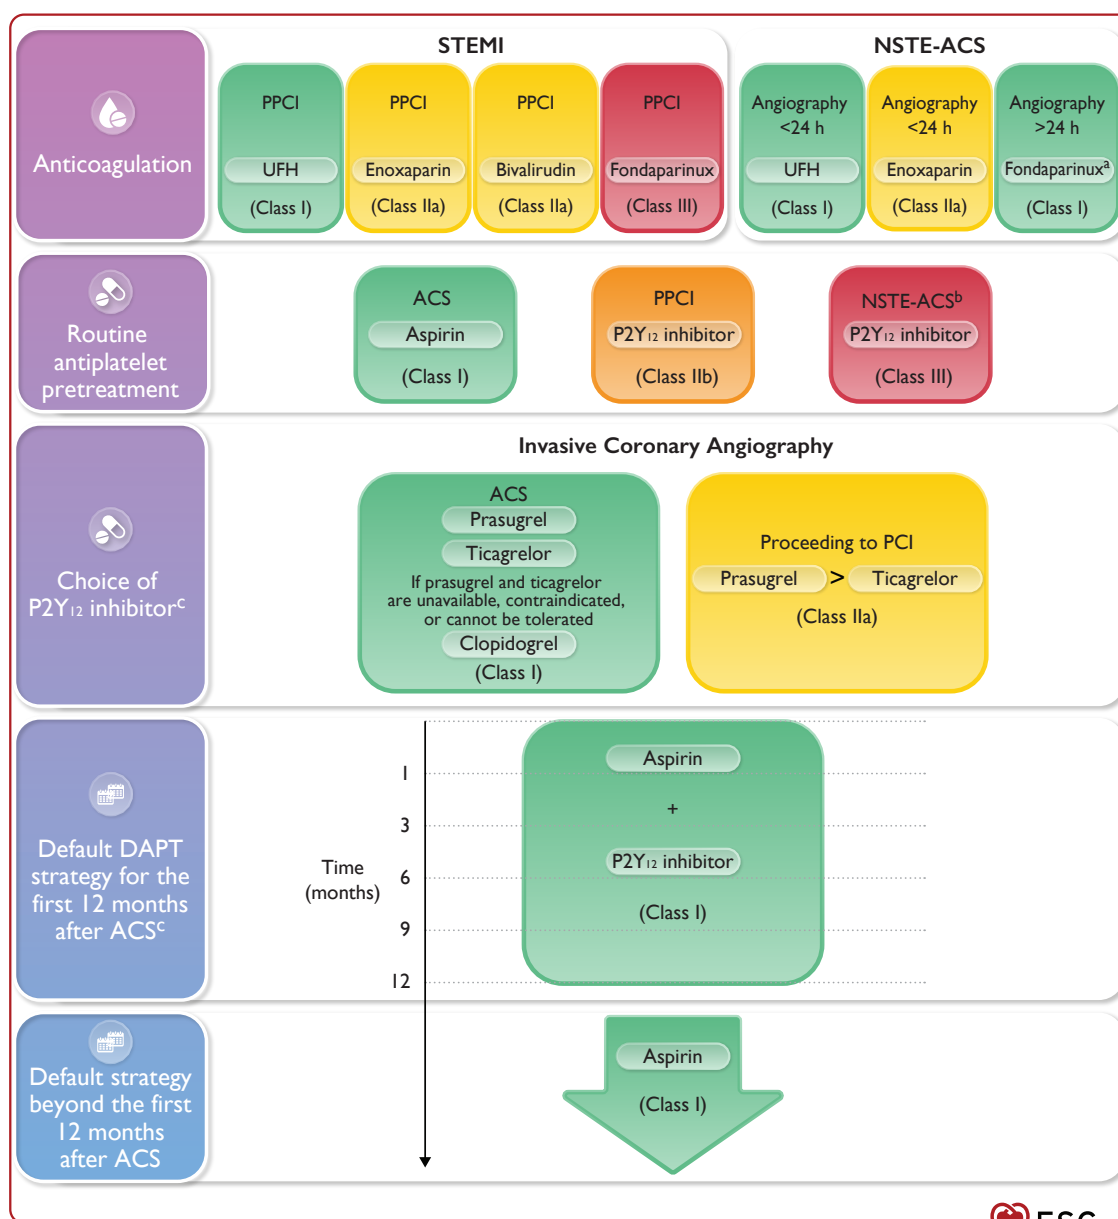 STEMI
NSTE-ACS
Anticoagulation
PPCI
UFH
(Class I)
PPCI
Enoxaparin
(Class IIa)
PPCI
Bivalirudin
(Class IIa)
PPCI
Fondaparinux
(Class III)
Angiography
<24 h
UFH
(Class I)
Angiography
<24 h
Enoxaparin
(Class IIa)
Angiography
>24 h
Fondaparinuxᵃ
(Class I)
Routine
antiplatelet
pretreatment
ACS
Aspirin
(Class I)
PPCI
P2Y₁₂ inhibitor
(Class IIb)
NSTE-ACSᵇ
P2Y₁₂ inhibitor
(Class III)
Choice of
P2Y₁₂ inhibitorᶜ
Invasive Coronary Angiography
ACS
Prasugrel
Ticagrelor
If prasugrel and ticagrelor
are unavailable, contraindicated,
or cannot be tolerated
Clopidogrel
(Class I)
Proceeding to PCI
Prasugrel > Ticagrelor
(Class IIa)
Default DAPT
strategy for the
first 12 months
after ACSᶜ
Time
(months)
1
3
6
9
12
Aspirin
+
P2Y₁₂ inhibitor
(Class I)
Default strategy
beyond the first
12 months
after ACS
Aspirin
(Class I)
ESC